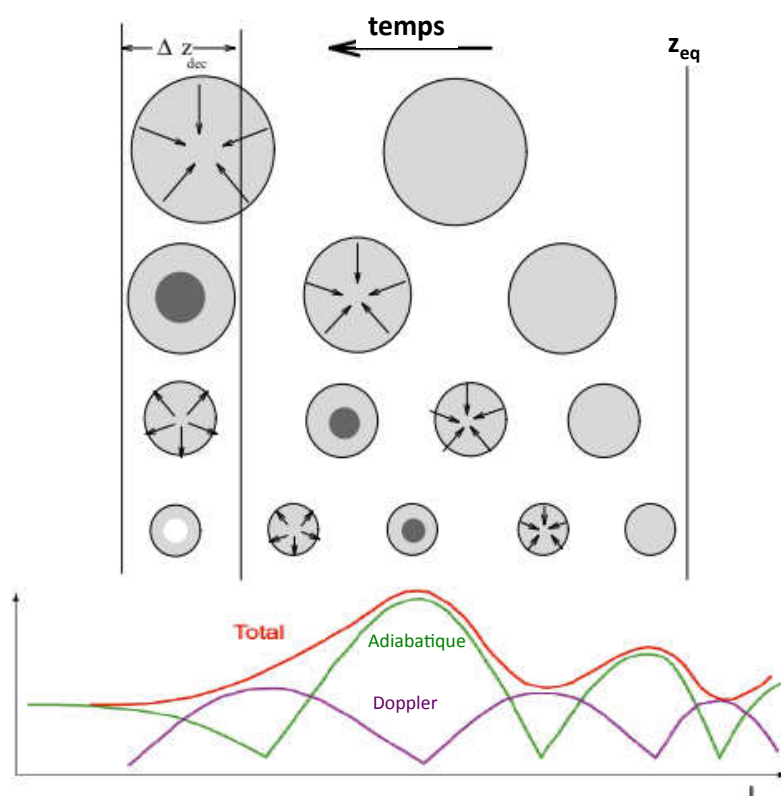 temps
Δ z dec
z eq
Total
Adiabatique
Doppler
l